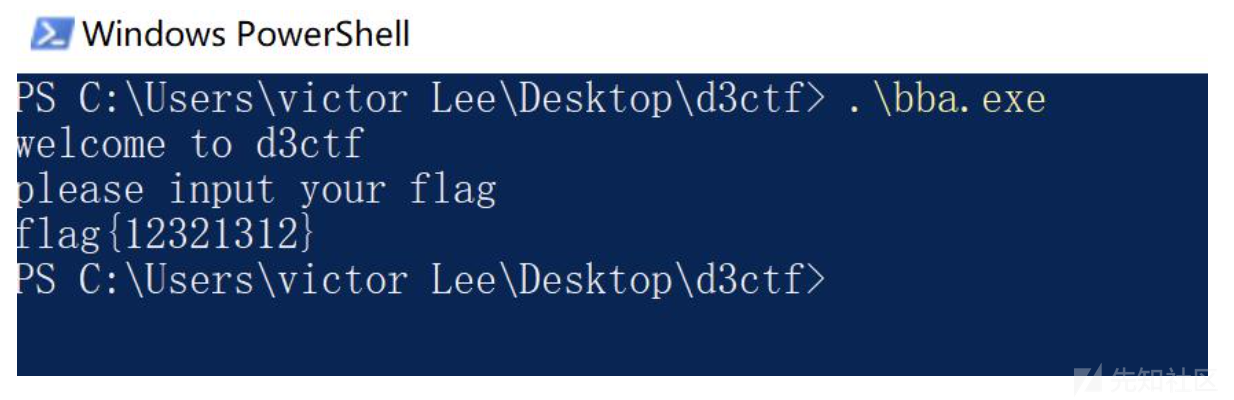 Windows PowerShell
PS C:\Users\victor Lee\Desktop\d3ctf> .\bba.exe
welcome to d3ctf
please input your flag
flag{12321312}
PS C:\Users\victor Lee\Desktop\d3ctf>
先知社区